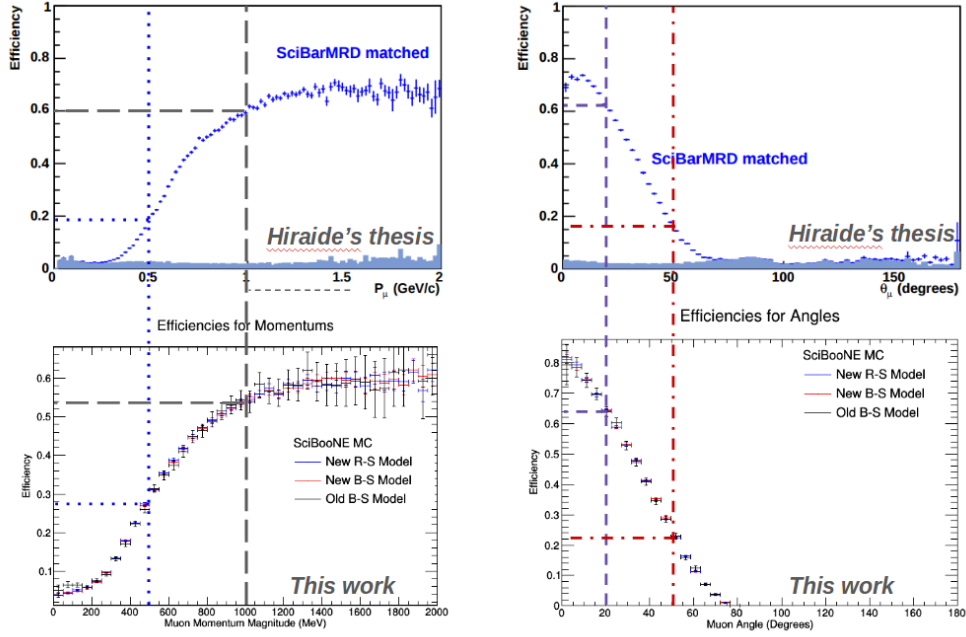 Efficiency
1
0.8
0.6
0.4
0.2
0
SciBarMRD matched
Hiraide's thesis
0 0.5 1 1.5 2
P_μ (GeV/c)
Efficiency
1
0.8
0.6
0.4
0.2
0
SciBarMRD matched
Hiraide's thesis
0 50 100 150
θ_μ (degrees)
Efficiencies for Momentums
Efficiency
0.6
0.5
0.4
0.3
0.2
0.1
SciBooNE MC
New R-S Model
New B-S Model
Old B-S Model
This work
0 200 400 600 800 1000 1200 1400 1600 1800 2000
Muon Momentum Magnitude (MeV)
Efficiencies for Angles
Efficiency
0.8
0.7
0.6
0.5
0.4
0.3
0.2
0.1
0
SciBooNE MC
New R-S Model
New B-S Model
Old B-S Model
This work
0 20 40 60 80 100 120 140 160 180
Muon Angle (Degrees)